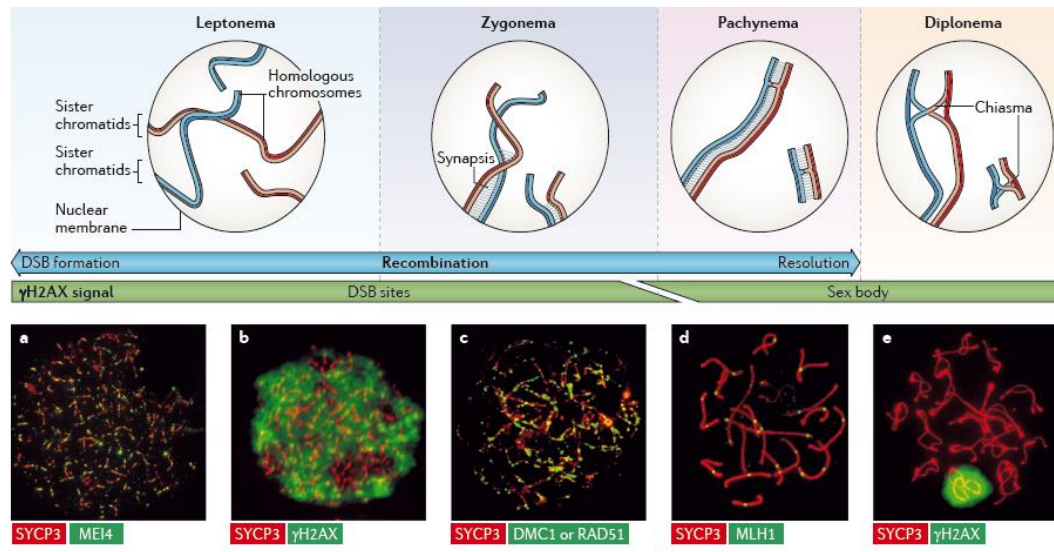 Leptonema
Zygonema
Pachynema
Diplonema
Homologous
chromosomes
Sister
chromatids
Sister
chromatids
Nuclear
membrane
Synapsis
Chiasma
DSB formation
Recombination
Resolution
γH2AX signal
DSB sites
Sex body
a
b
c
d
e
SYCP3 MEI4
SYCP3 γH2AX
SYCP3 DMC1 or RAD51
SYCP3 MLH1
SYCP3 γH2AX